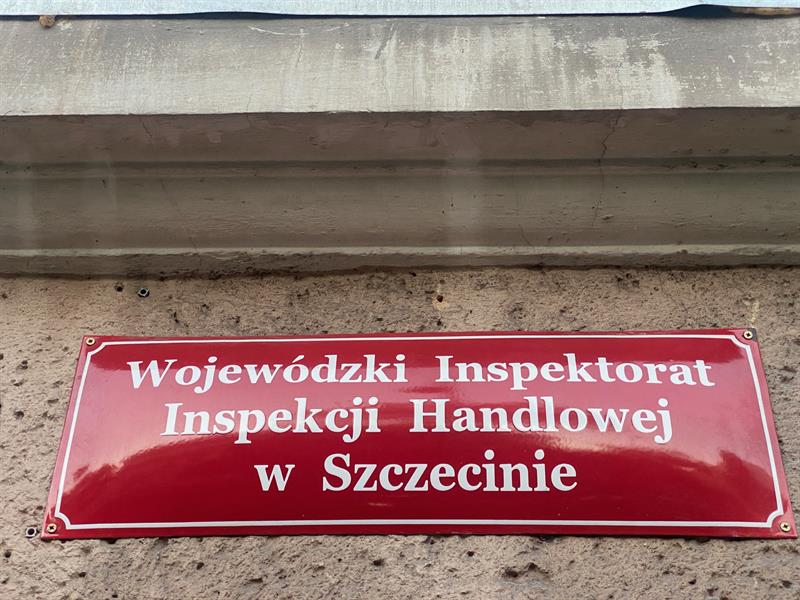 Wojewódzki Inspektorat
Inspekcji Handlowej
w Szczecinie